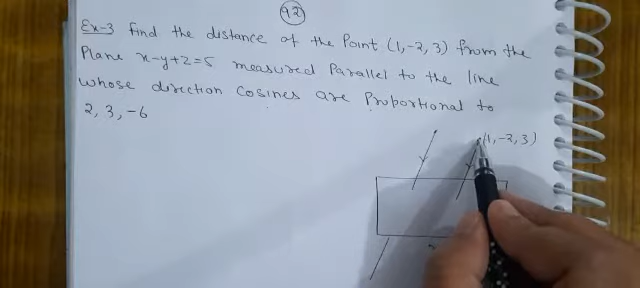 92
Ex-3 Find the distance of the Point (1,-2,3) from the
Plane x-y+z=5 measured Parallel to the line
whose direction cosines are Proportional to
2, 3, -6
(1,-2,3)